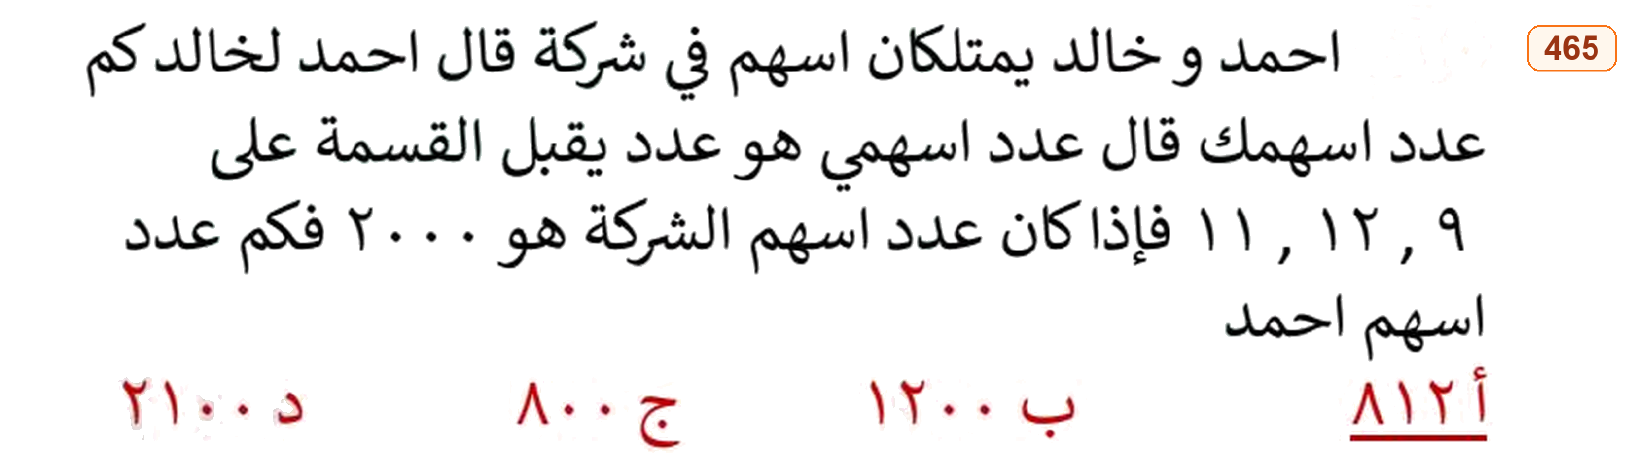 465
احمد و خالد يمتلكان اسهم في شركة قال احمد لخالد كم
عدد اسهمك قال عدد اسهمي هو عدد يقبل القسمة على
٩ , ١٢ , ١١ فإذا كان عدد اسهم الشركة هو ٢٠٠٠ فكم عدد
اسهم احمد
أ ٨١٢ ب ١٢٠٠ ج ٨٠٠ د ٢١٠٠